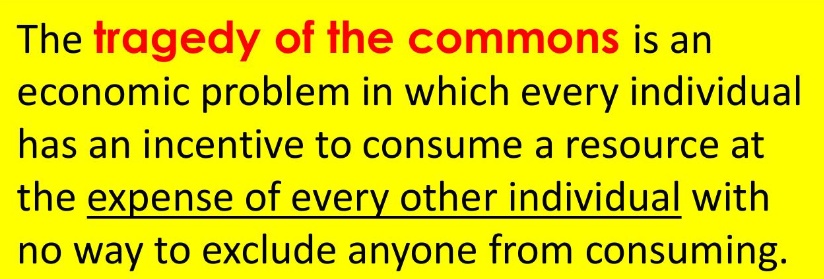 The tragedy of the commons is an
economic problem in which every individual
has an incentive to consume a resource at
the expense of every other individual with
no way to exclude anyone from consuming.